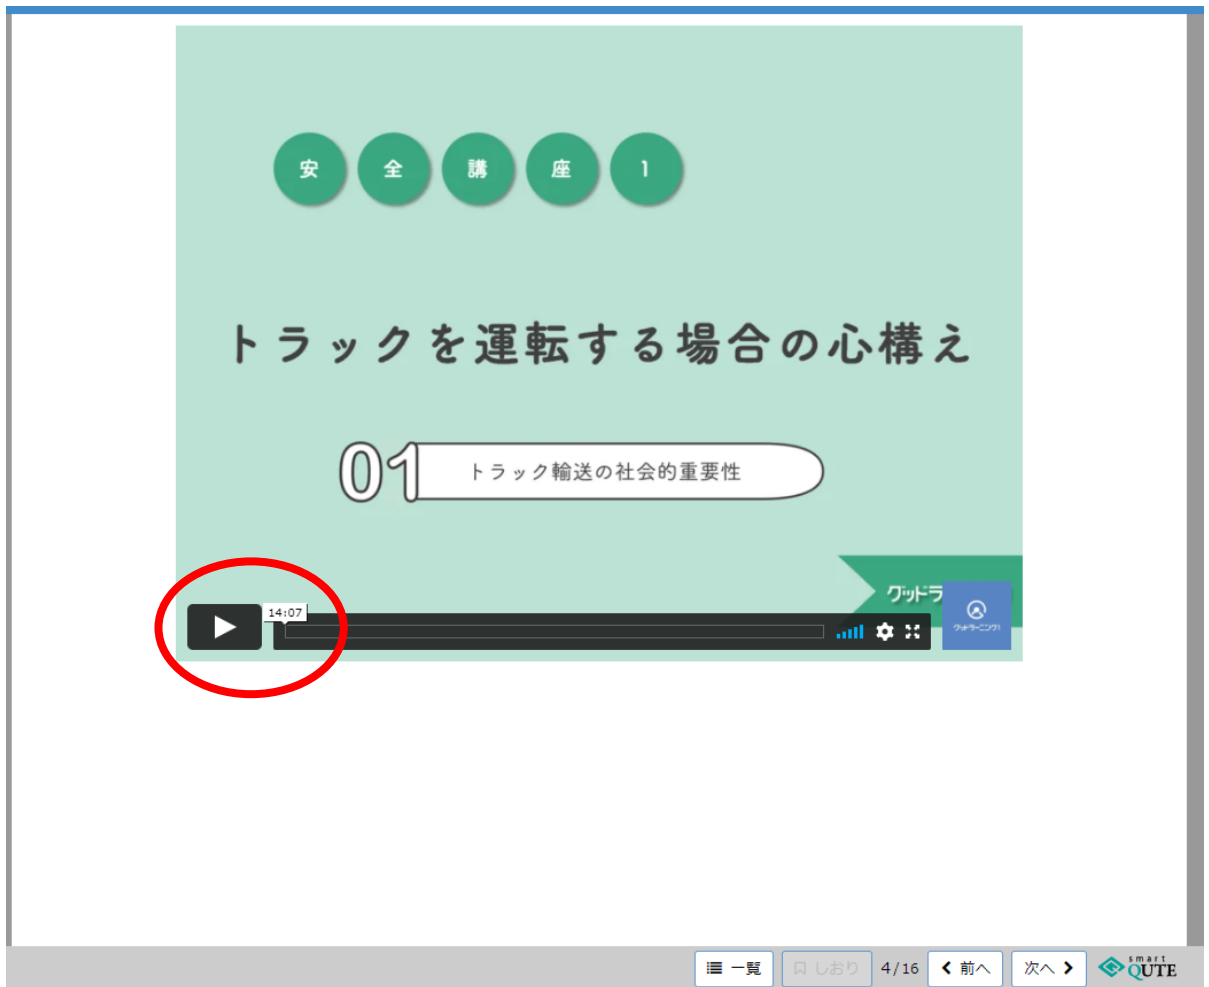 安全講座1
トラックを運転する場合の心構え
01 トラック輸送の社会的重要性
グッドラ
14:07
グッドラーニング!
一覧 しおり 4/16 前へ 次へ smart QUTE